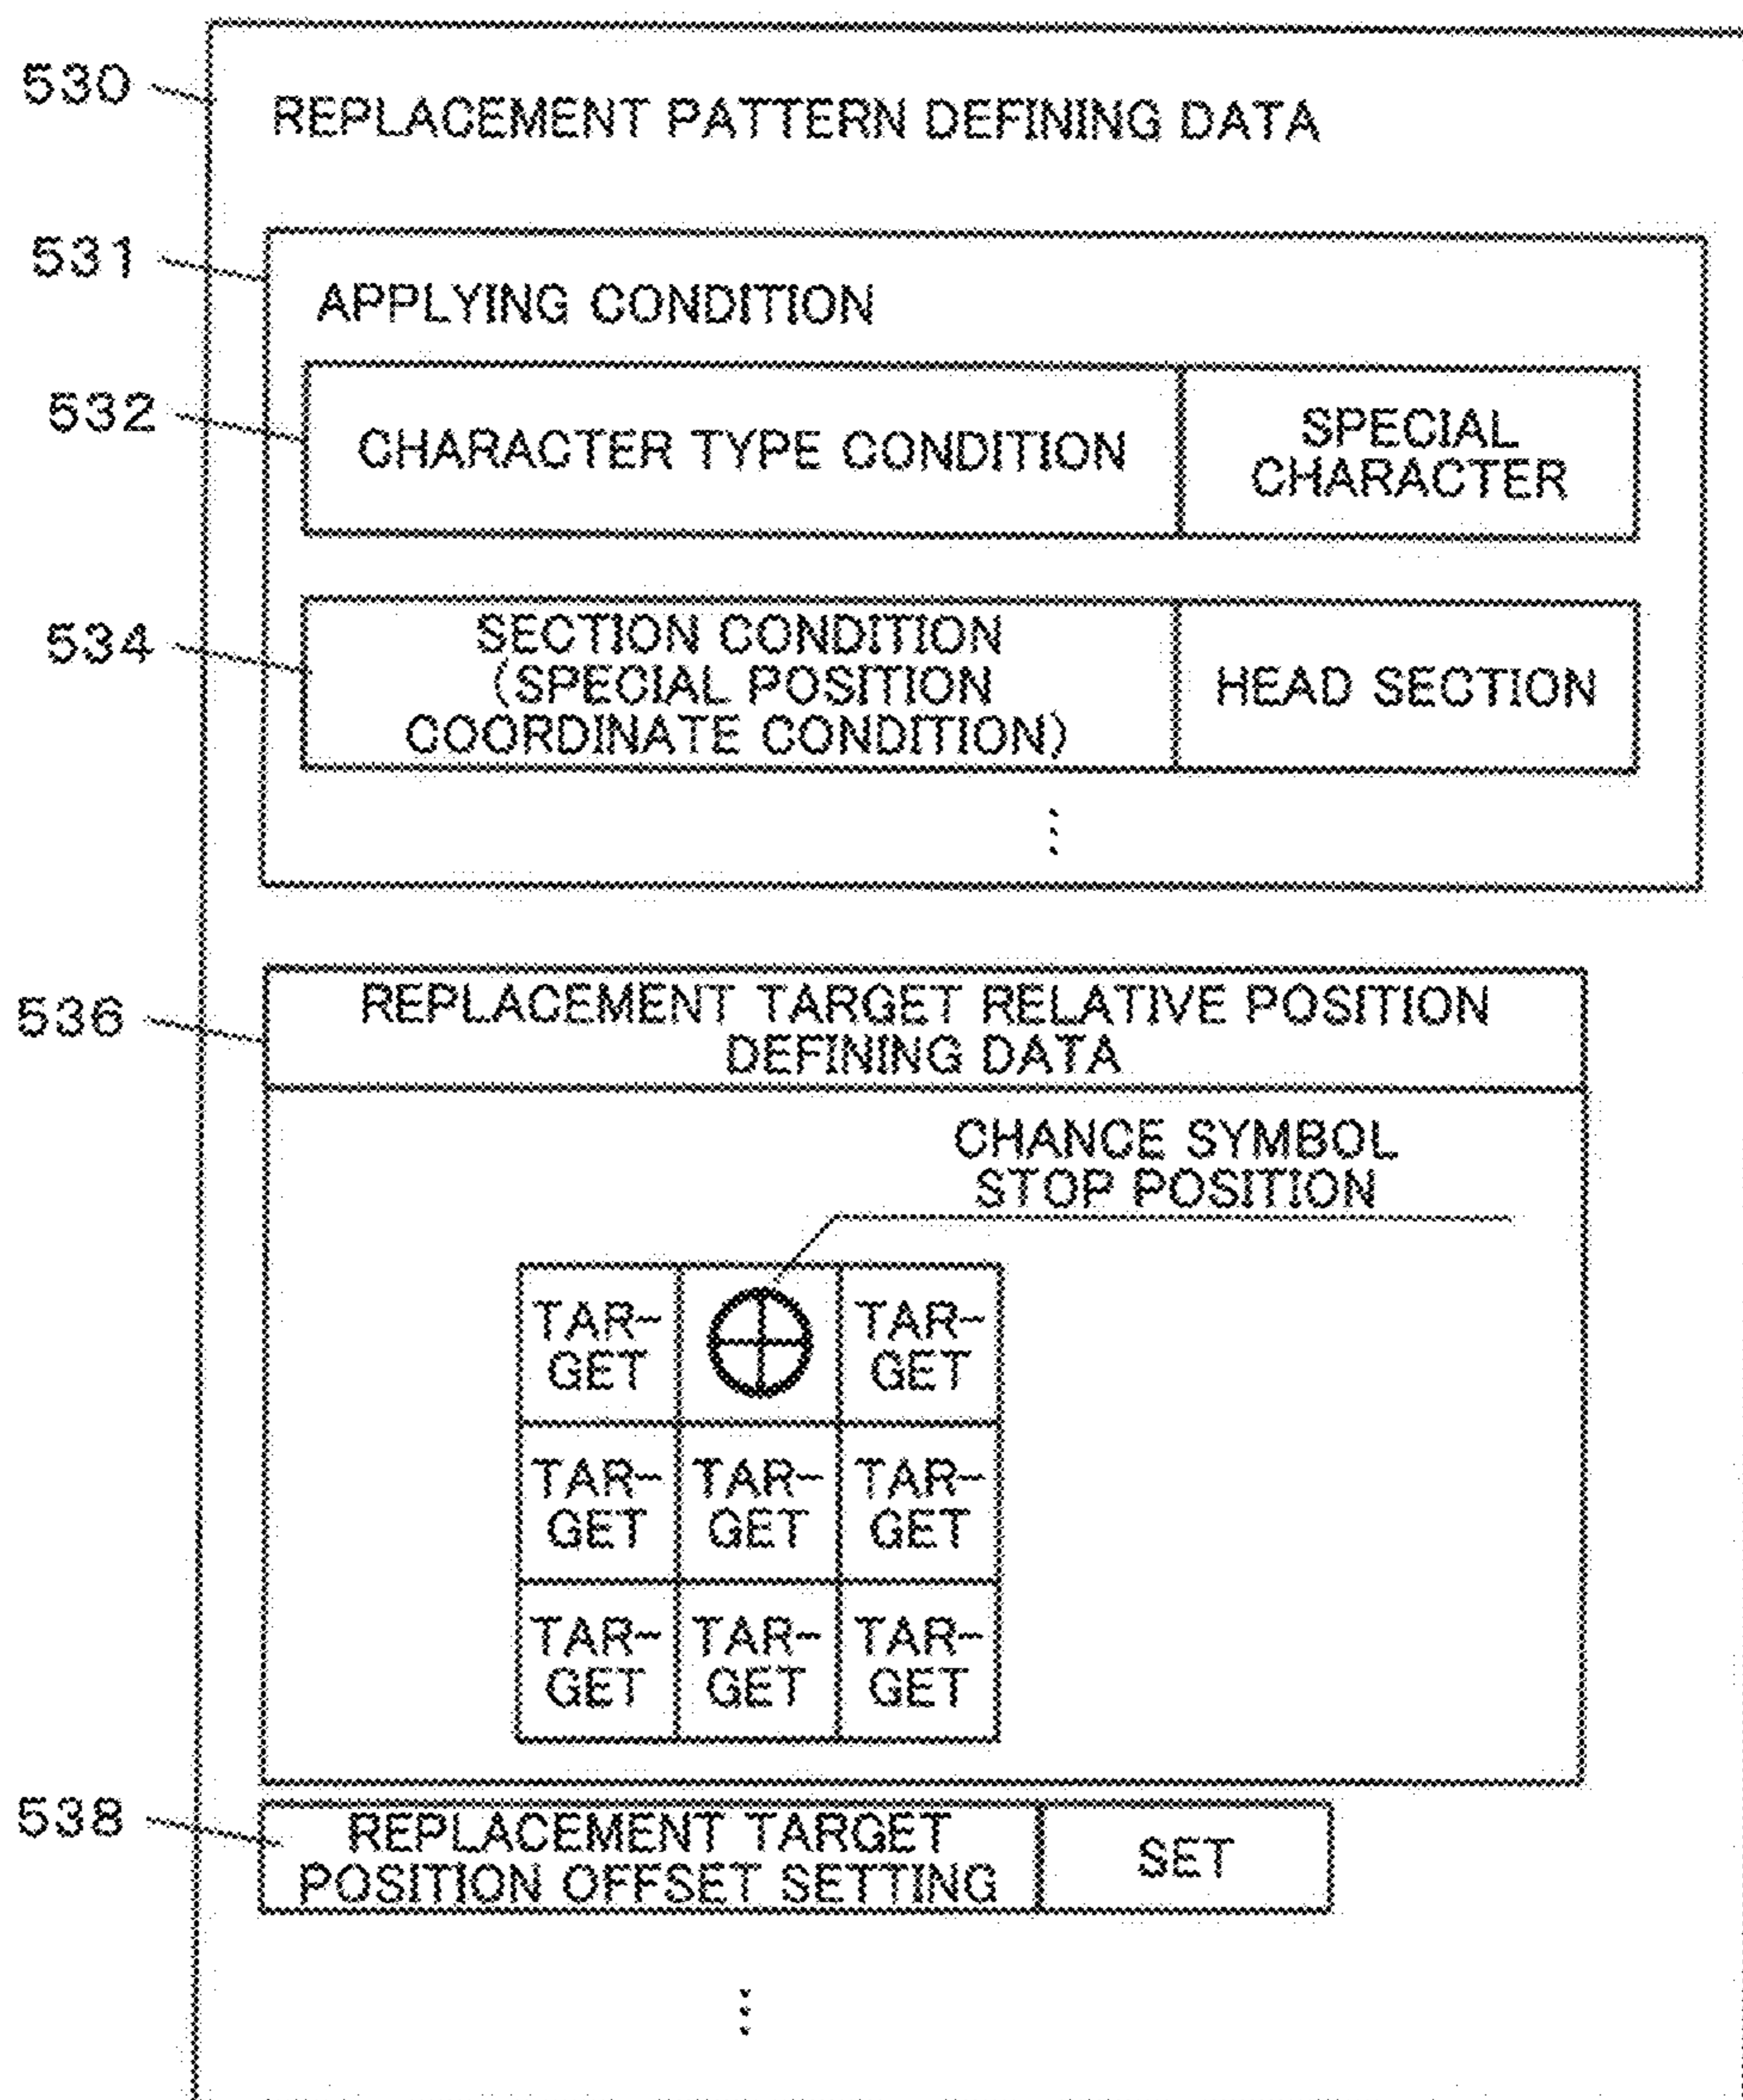 530
REPLACEMENT PATTERN DEFINING DATA
531
APPLYING CONDITION
532
CHARACTER TYPE CONDITION
SPECIAL
CHARACTER
534
SECTION CONDITION
(SPECIAL POSITION
COORDINATE CONDITION)
HEAD SECTION
536
REPLACEMENT TARGET RELATIVE POSITION
DEFINING DATA
CHANCE SYMBOL
STOP POSITION
TAR-
GET
TAR-
GET
TAR-
GET
TAR-
GET
TAR-
GET
TAR-
GET
TAR-
GET
TAR-
GET
538
REPLACEMENT TARGET
POSITION OFFSET SETTING
SET